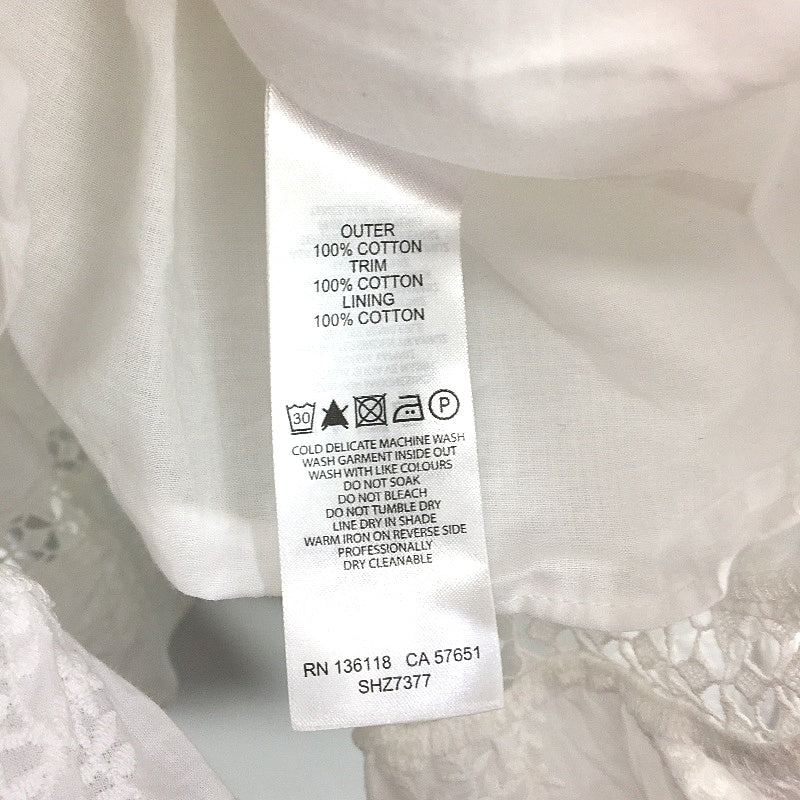 OUTER
100% COTTON
TRIM
100% COTTON
LINING
100% COTTON
30 P
COLD DELICATE MACHINE WASH
WASH GARMENT INSIDE OUT
WASH WITH LIKE COLOURS
DO NOT SOAK
DO NOT BLEACH
DO NOT TUMBLE DRY
LINE DRY IN SHADE
WARM IRON ON REVERSE SIDE
PROFESSIONALLY
DRY CLEANABLE
RN 136118 CA 57651
SHZ7377